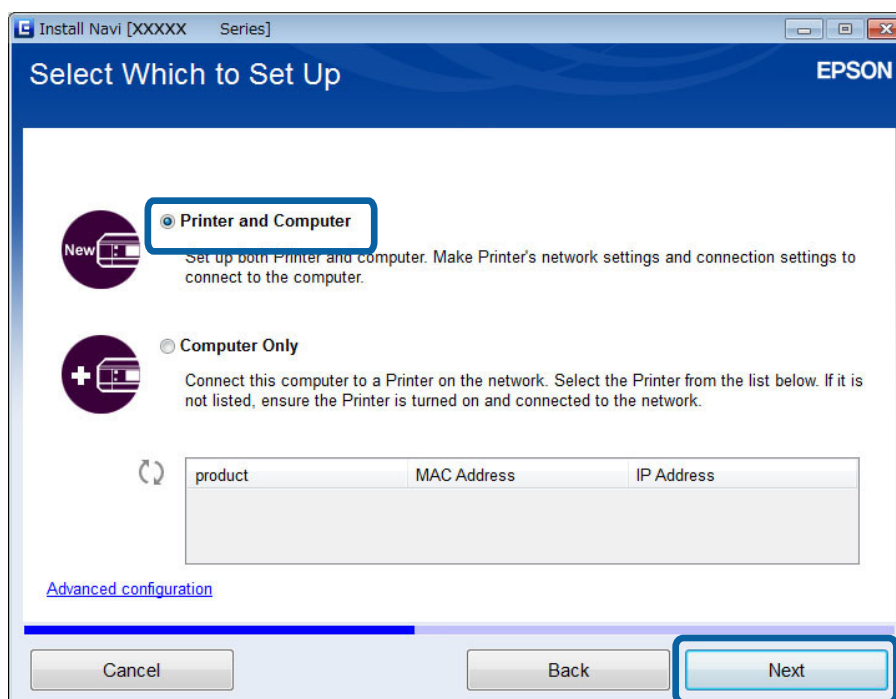 Install Navi [XXXXX Series]
Select Which to Set Up
EPSON
New
Printer and Computer
Set up both Printer and computer. Make Printer's network settings and connection settings to
connect to the computer.
Computer Only
Connect this computer to a Printer on the network. Select the Printer from the list below. If it is
not listed, ensure the Printer is turned on and connected to the network.
product MAC Address IP Address
Advanced configuration
Cancel Back Next